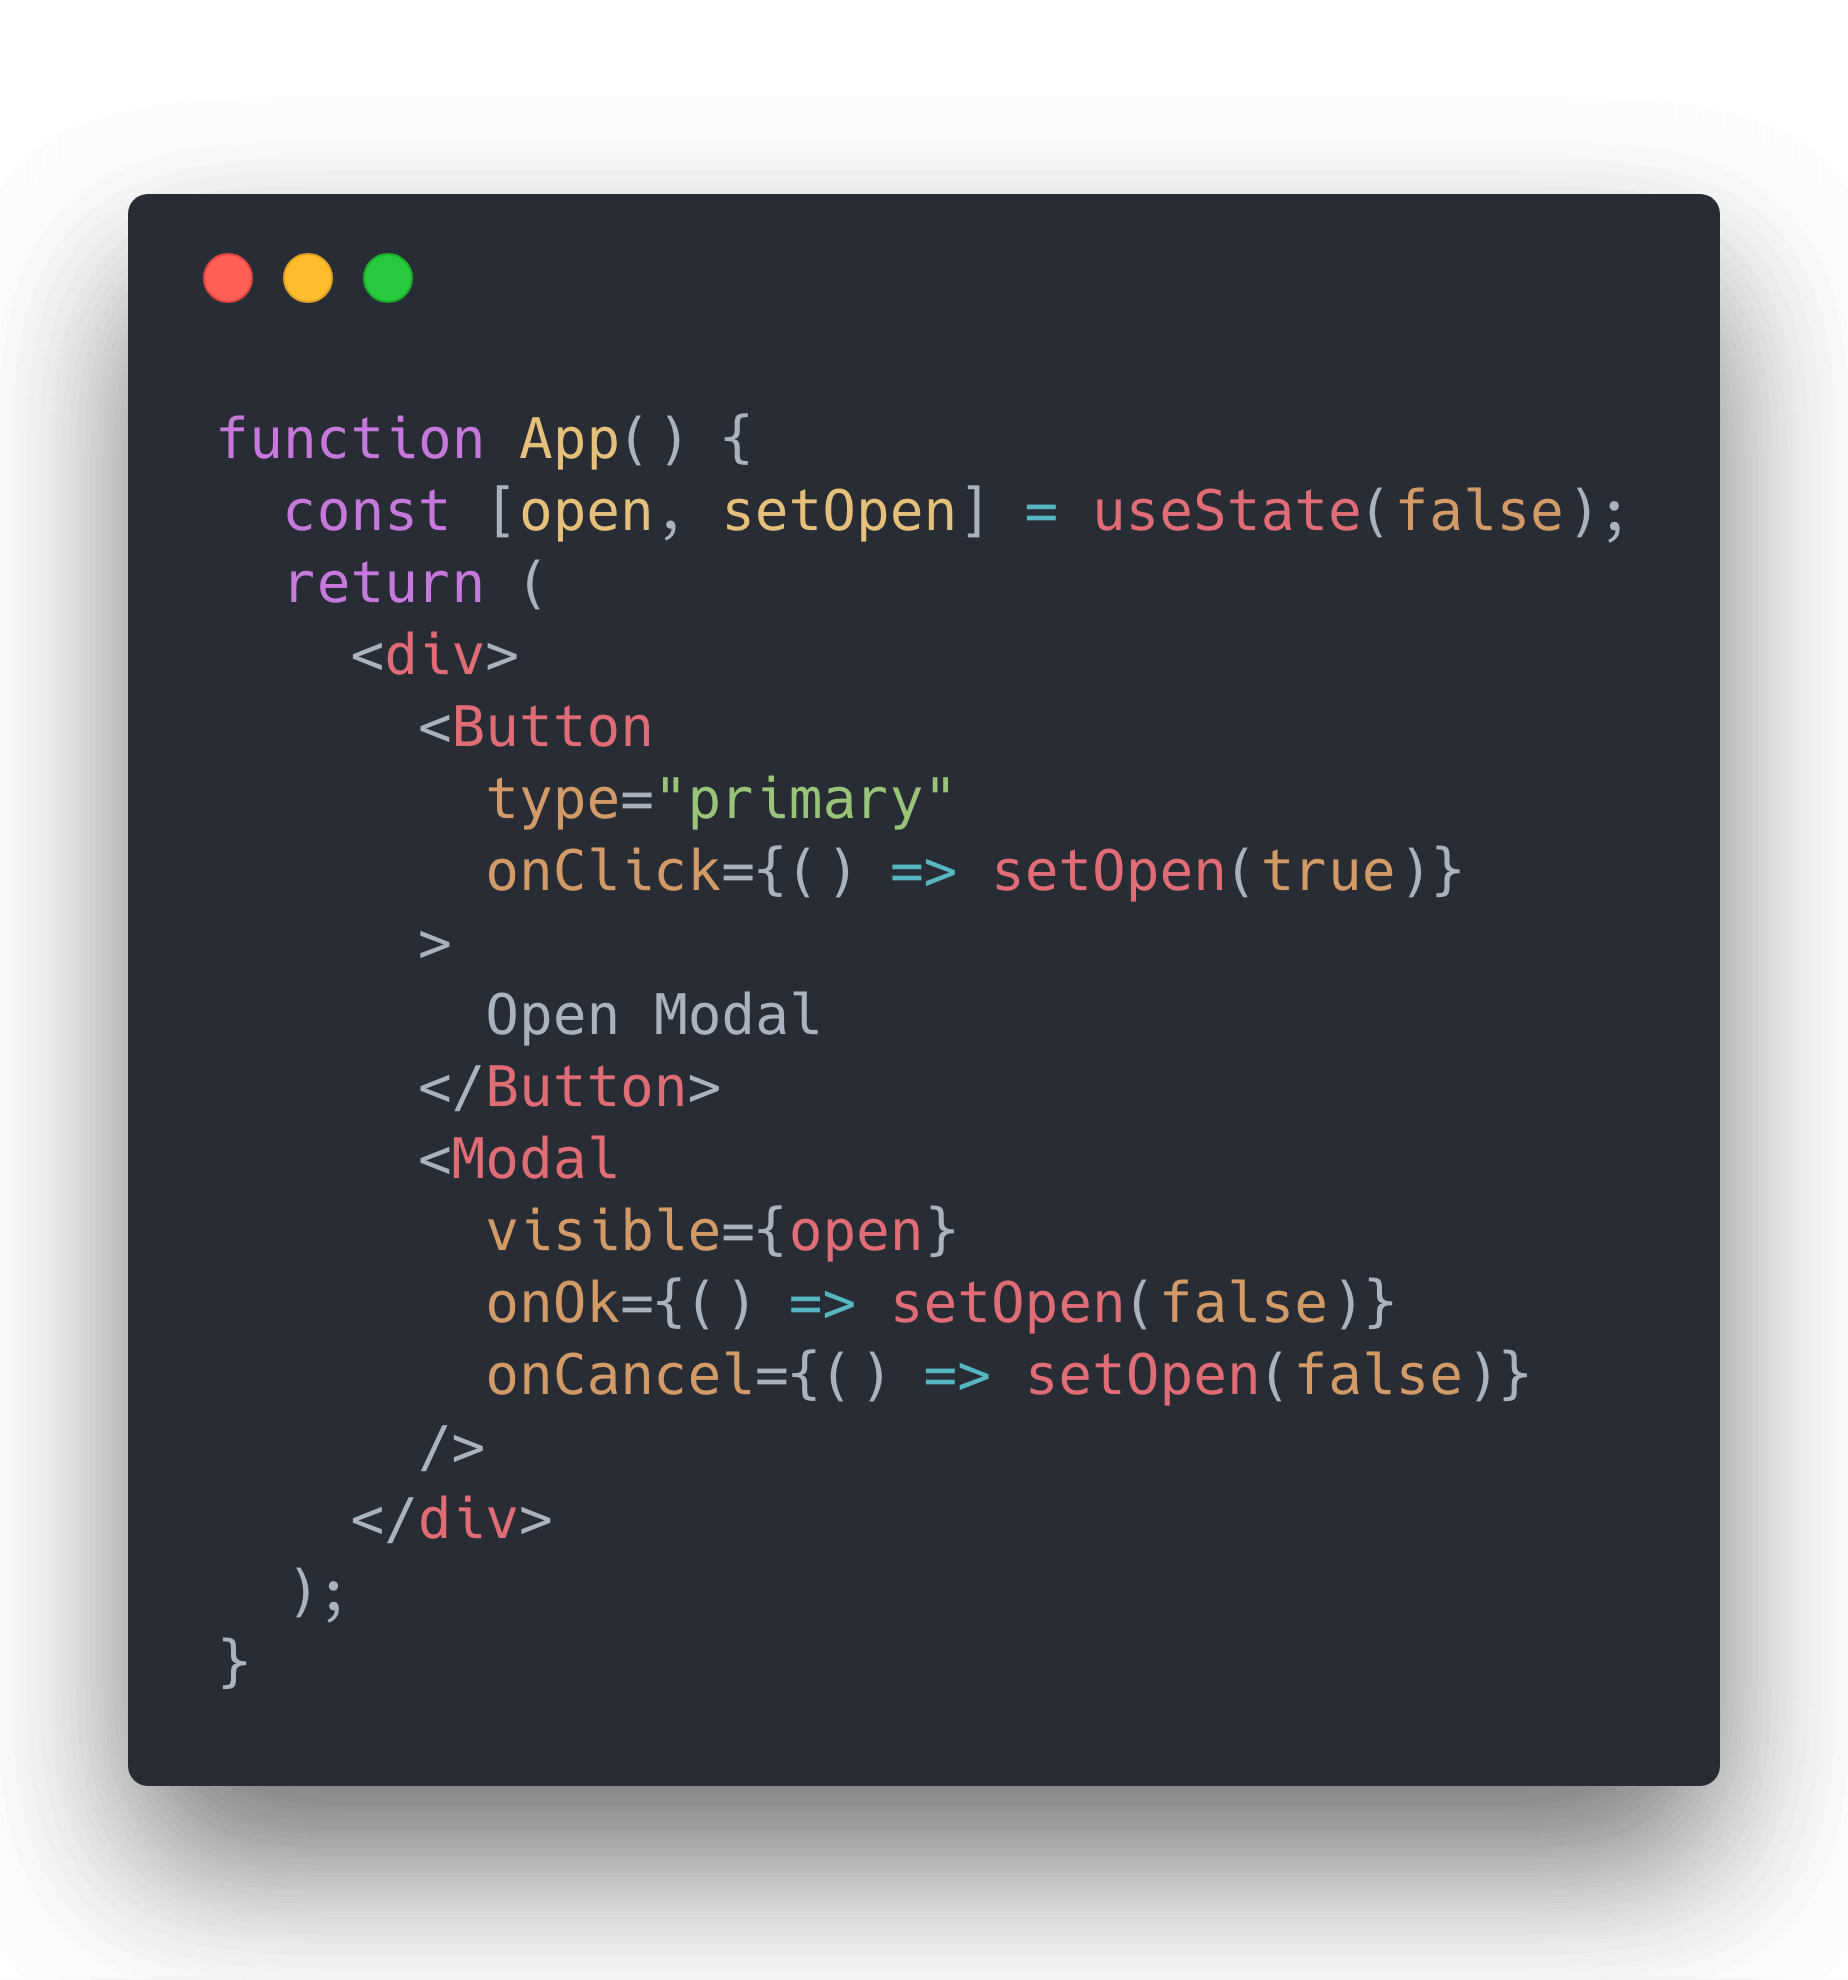 function App() {
  const [open, setOpen] = useState(false);
  return (
    <div>
      <Button
        type="primary"
        onClick={() => setOpen(true)}
      >
        Open Modal
      </Button>
      <Modal
        visible={open}
        onOk={() => setOpen(false)}
        onCancel={() => setOpen(false)}
      />
    </div>
  );
}